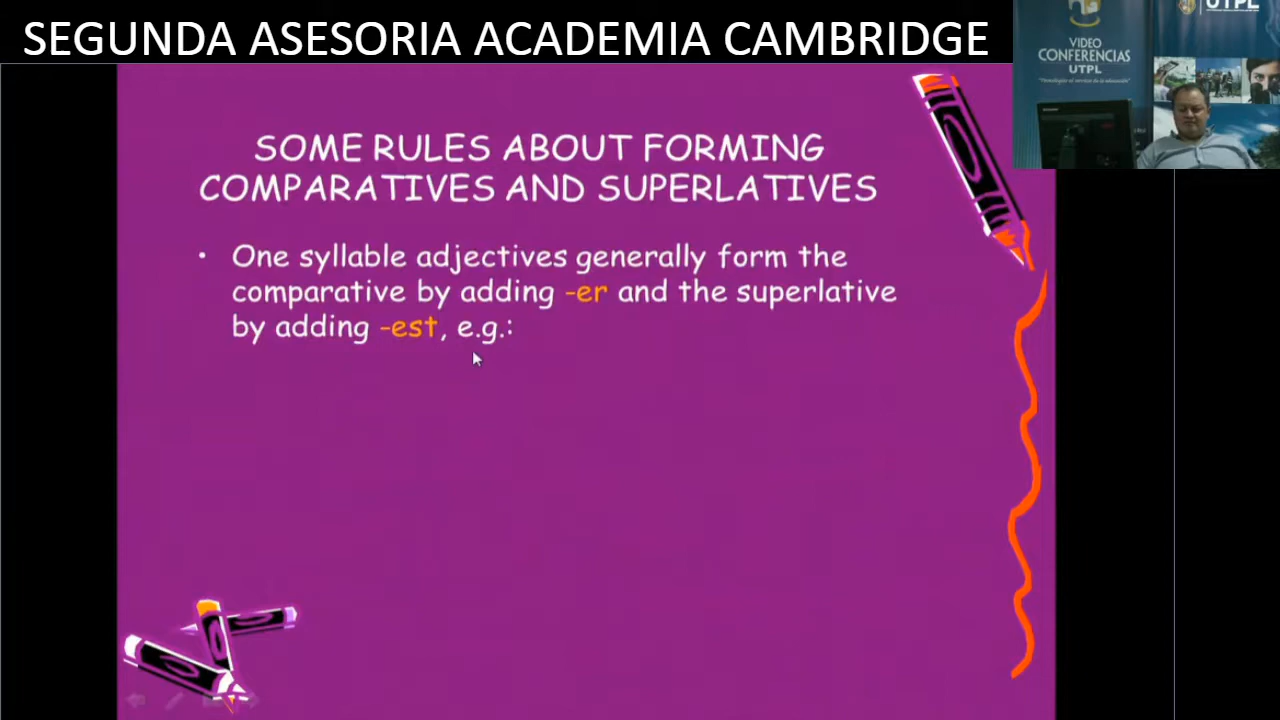 SEGUNDA ASESORIA ACADEMIA CAMBRIDGE
UTPL
VIDEO
CONFERENCIAS
UTPL
SOME RULES ABOUT FORMING
COMPARATIVES AND SUPERLATIVES
• One syllable adjectives generally form the
comparative by adding -er and the superlative
by adding -est, e.g.: